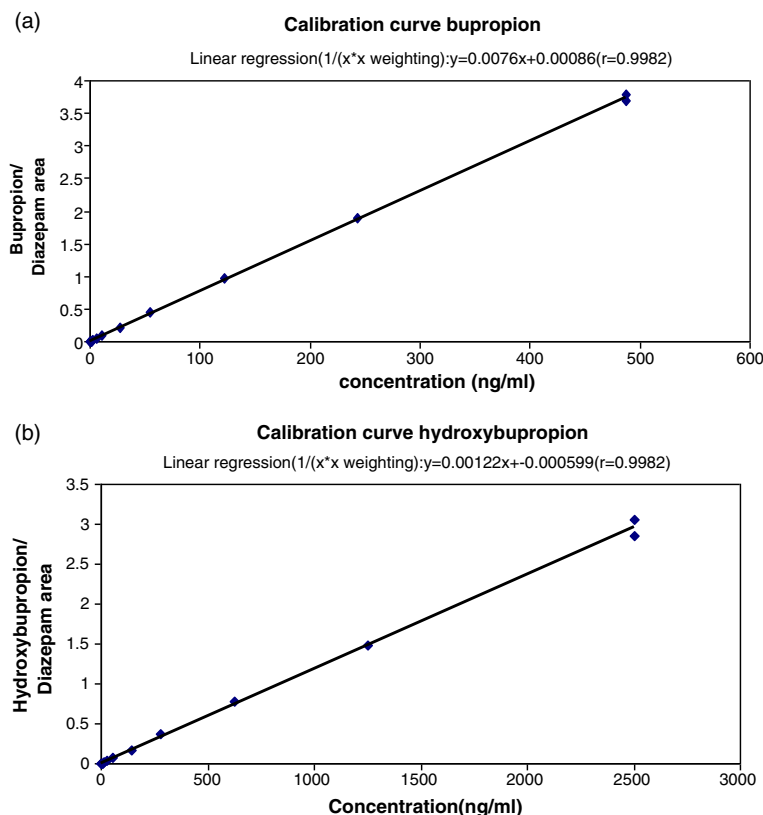 (a)
Calibration curve bupropion
Linear regression(1/(x*x weighting):y=0.0076x+0.00086(r=0.9982)
4
3.5
3
2.5
2
1.5
1
0.5
0
Bupropion/
Diazepam area
0 100 200 300 400 500 600
concentration (ng/ml)
(b)
Calibration curve hydroxybupropion
Linear regression(1/(x*x weighting):y=0.00122x+-0.000599(r=0.9982)
3.5
3
2.5
2
1.5
1
0.5
0
Hydroxybupropion/
Diazepam area
0 500 1000 1500 2000 2500 3000
Concentration(ng/ml)